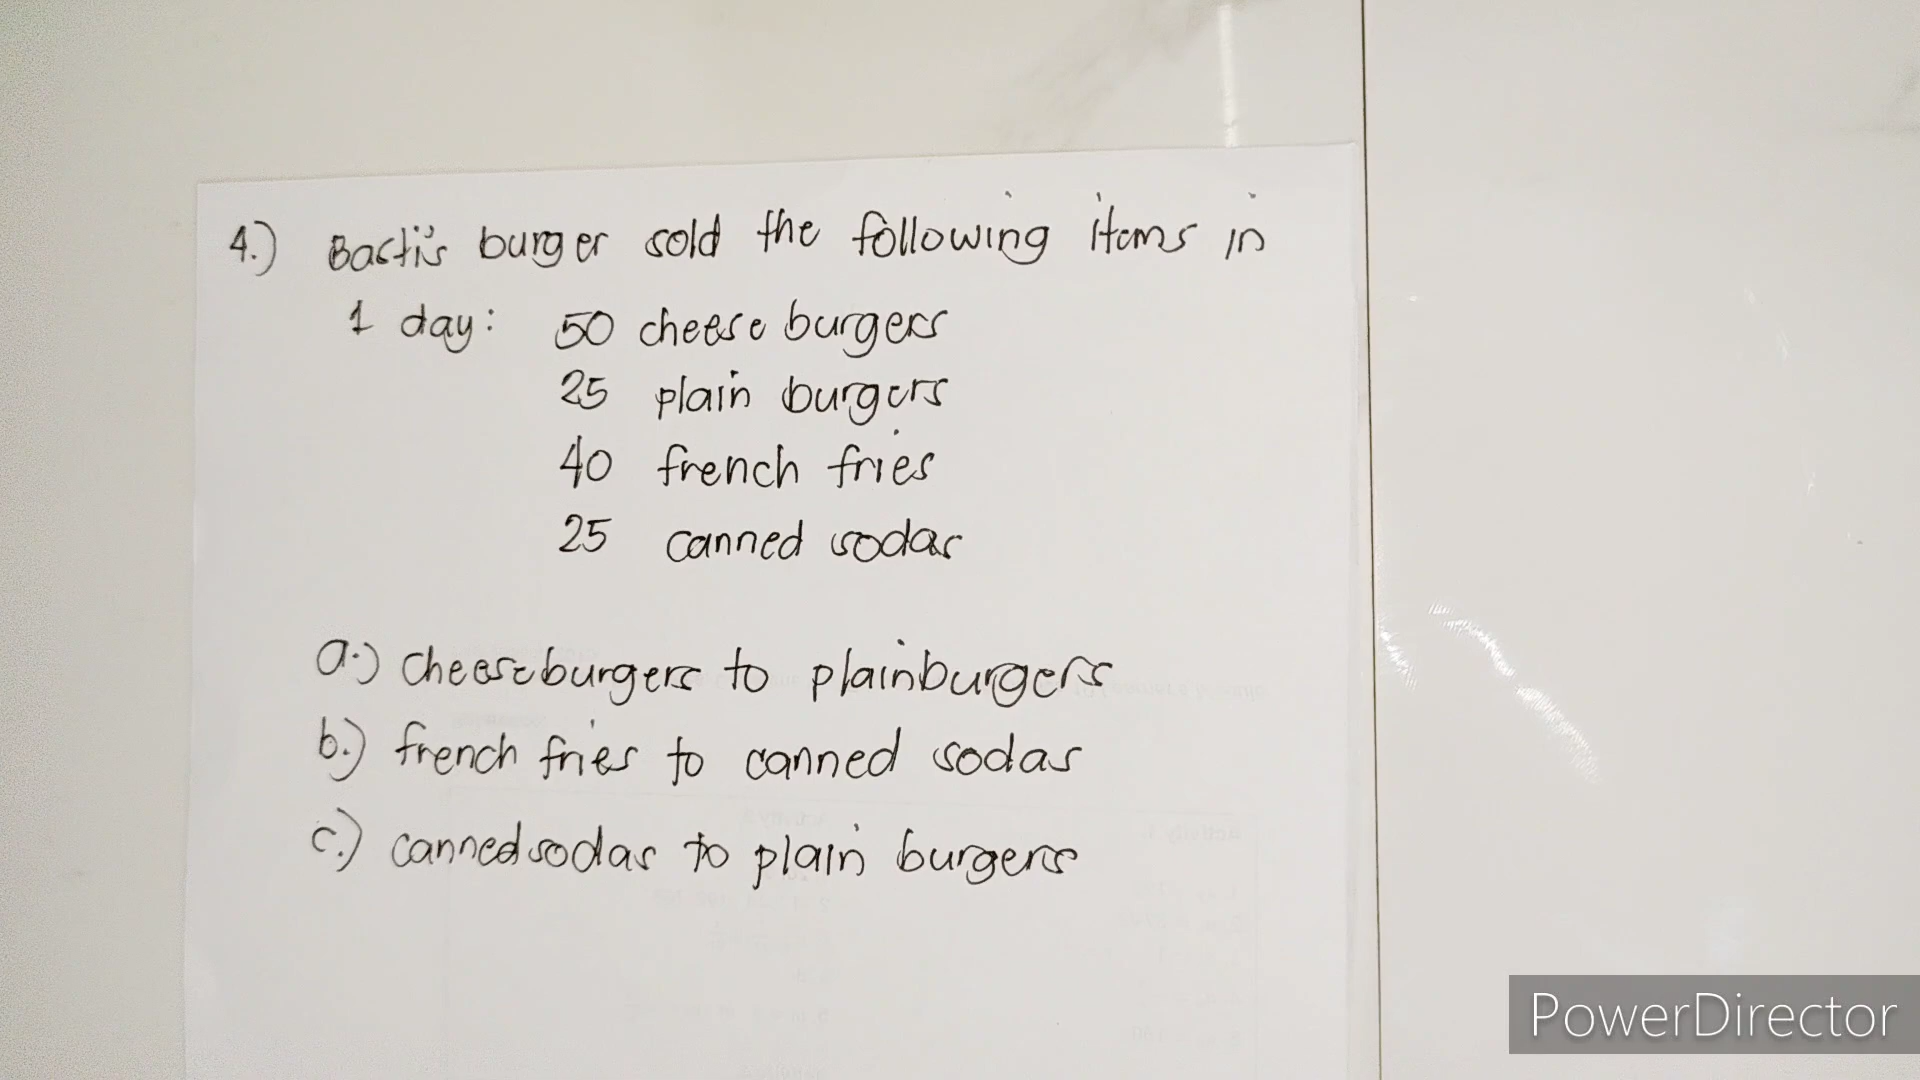 4.) Basti's burger sold the following items in
1 day: 50 cheese burgers
25 plain burgers
40 french fries
25 canned sodas
a.) cheeseburgers to plainburgers
b.) french fries to canned sodas
c.) canned sodas to plain burgers
PowerDirector